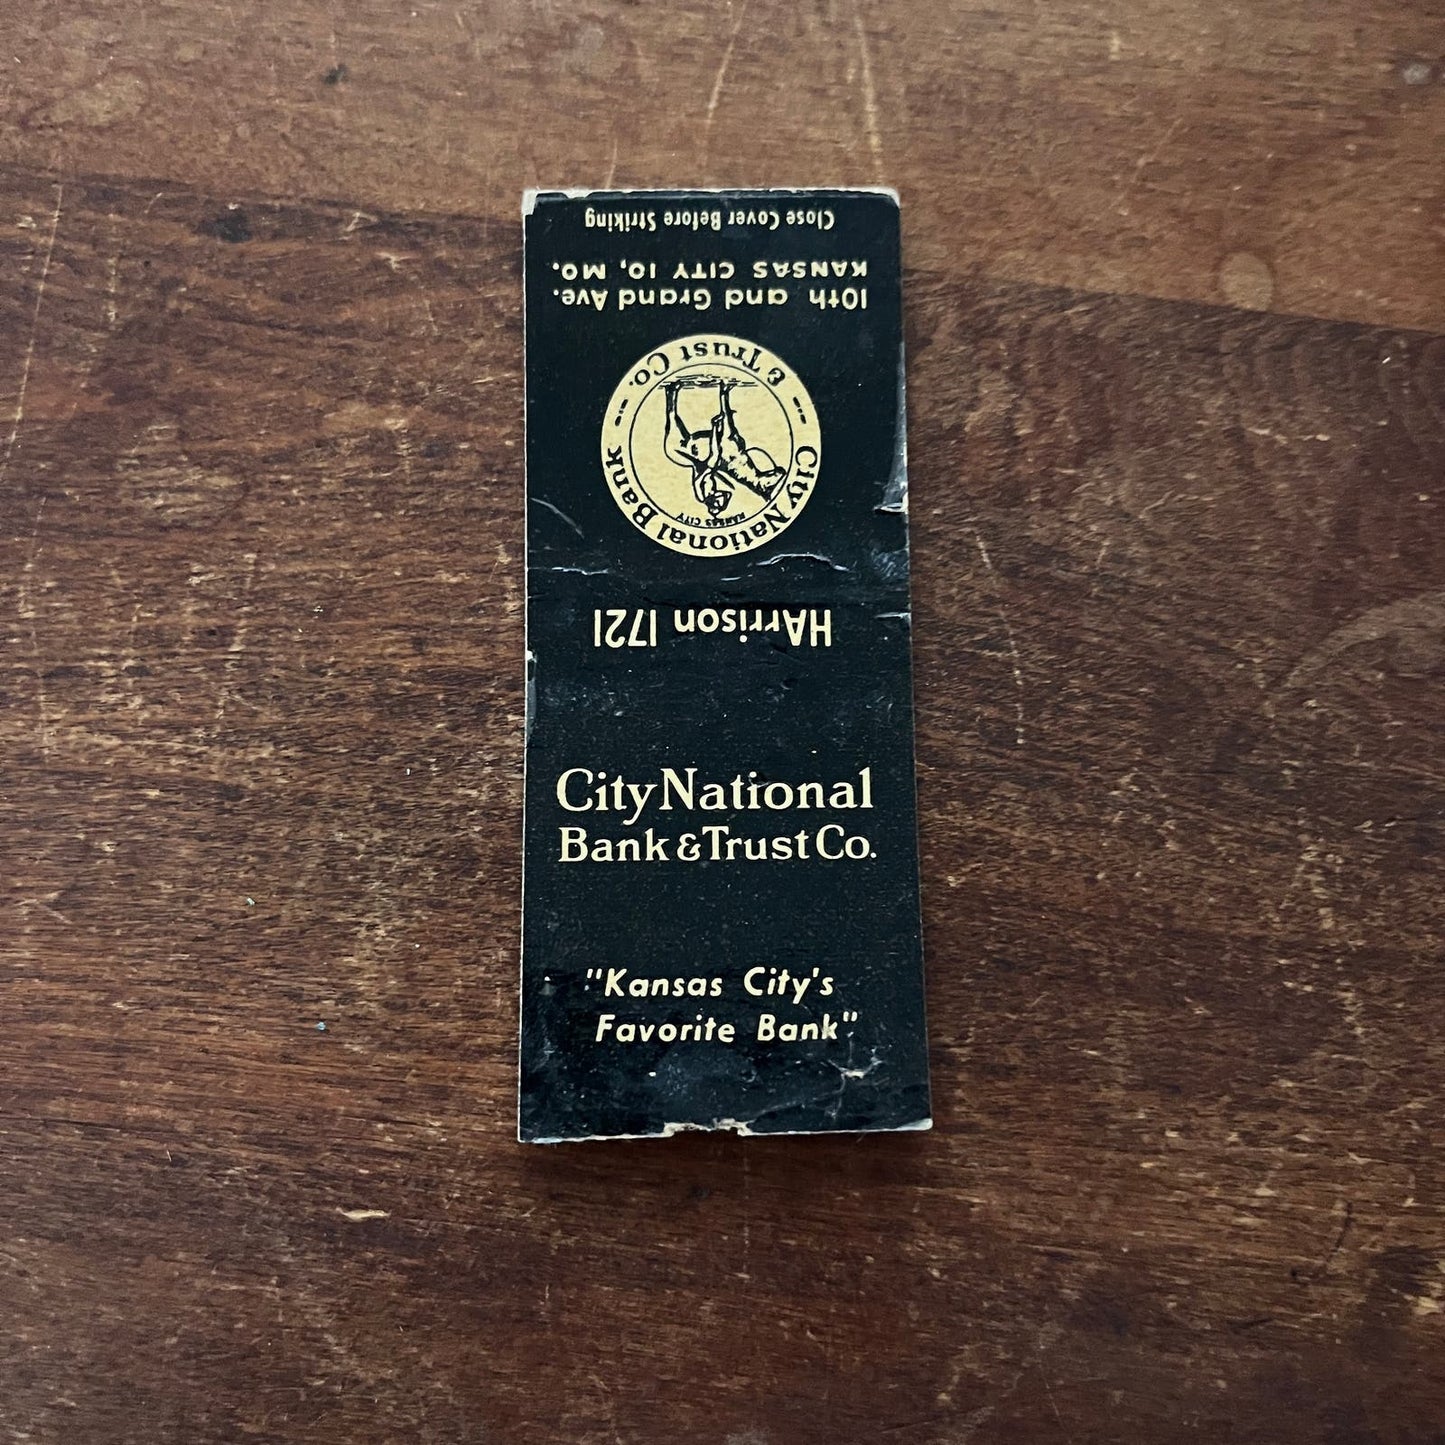 Close Cover Before Striking
KANSAS CITY 10, MO.
10th and Grand Ave.
City National Bank
& Trust Co.
KANSAS CITY
HArrison 1721
City National
Bank & Trust Co.
"Kansas City's
Favorite Bank"